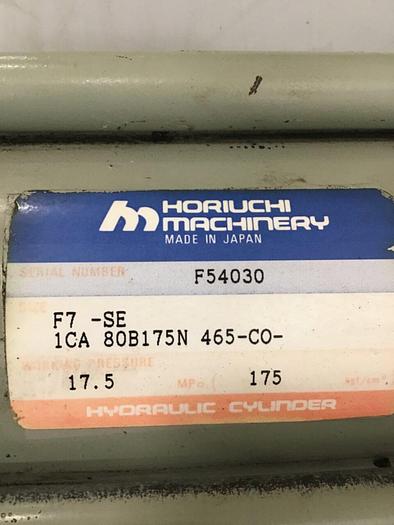 HORIUCHI
MACHINERY
MADE IN JAPAN
SERIAL NUMBER F54030
SIZE
F7 -SE
1CA 80B175N 465-CO-
WORKING PRESSURE
17.5 MPa ( 175 kgf/cm²
HYDRAULIC CYLINDER